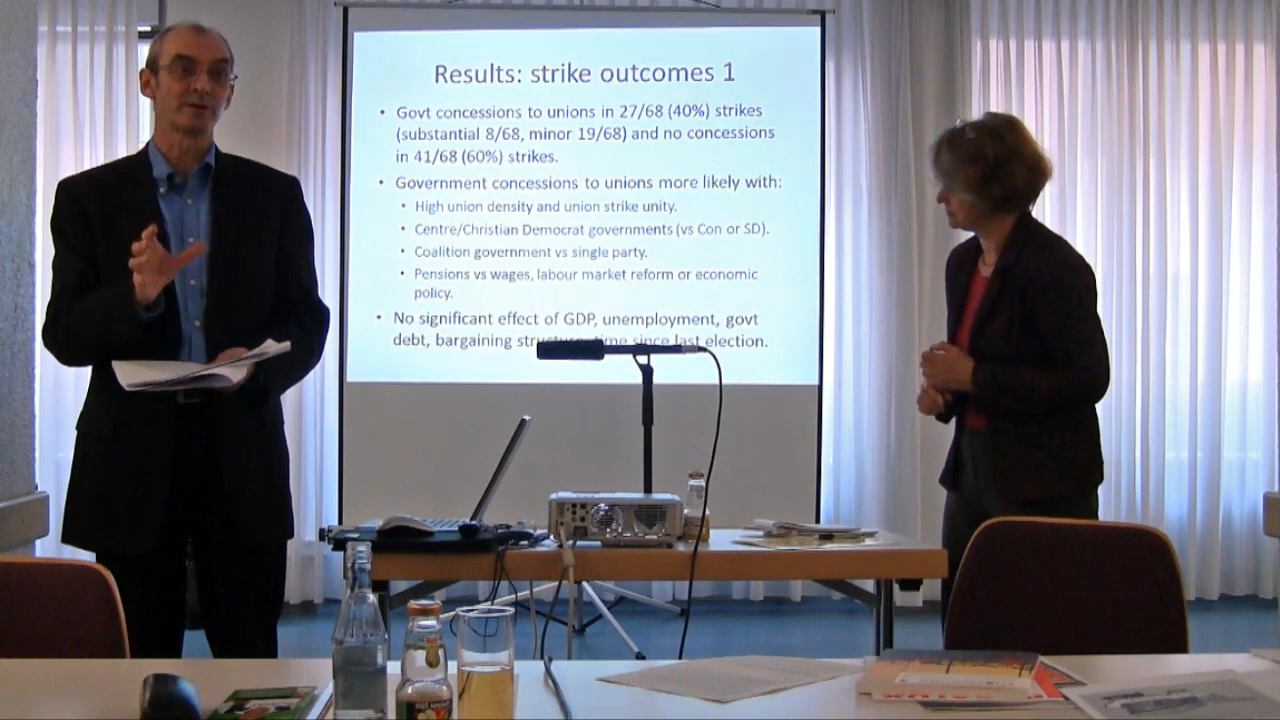 Results: strike outcomes 1
• Govt concessions to unions in 27/68 (40%) strikes
(substantial 8/68, minor 19/68) and no concessions
in 41/68 (60%) strikes.
• Government concessions to unions more likely with:
• High union density and union strike unity.
• Centre/Christian Democrat governments (vs Con or SD).
• Coalition government vs single party.
• Pensions vs wages, labour market reform or economic
policy.
• No significant effect of GDP, unemployment, govt
debt, bargaining structure, time since last election.